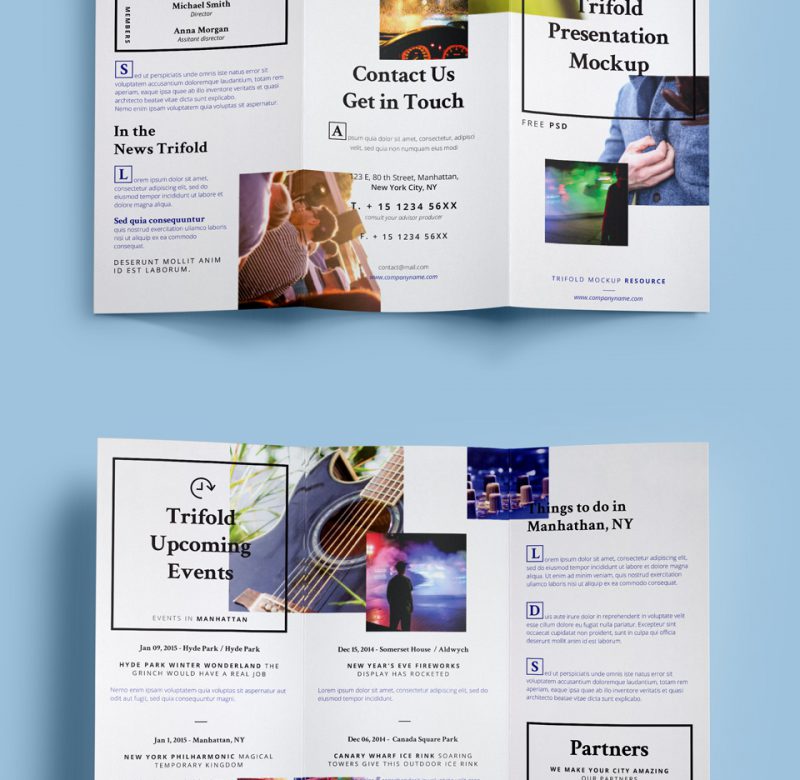 MEMBERS
Michael Smith
Director
Anna Morgan
Assitant diarector
Sed ut perspiciatis unde omnis iste natus error sit
voluptatem accusantium doloremque laudantium, totam rem
aperiam, eaque ipsa quae ab illo inventore veritatis et quasi
architecto beatae vitae dicta sunt explicabo.
Nemo enim ipsam voluptatem quia voluptas sit aspernatur.
In the
News Trifold
Lorem ipsum dolor sit amet,
consectetur adipiscing elit, sed do
eiusmod tempor incididunt ut labore et
dolore magna aliqua.
Sed quia consequuntur
quis nostrud exercitation ullamco laboris
nisi ut aliquip ex ea commodo
consequat.
DESERUNT MOLLIT ANIM
ID EST LABORUM.
Contact Us
Get in Touch
A ipsum quia dolor sit amet, consectetur, adipisci
velit, sed quia non numquam eius modi
123 E, 80 th Street, Manhattan,
New York City, NY
T. + 15 1234 56XX
consult your advisor producer
F. + 15 1234 56XX
contact@mail.com
www.companyname.com
Trifold
Presentation
Mockup
FREE PSD
TRIFOLD MOCKUP RESOURCE
www.companyname.com
Trifold
Upcoming
Events
EVENTS IN MANHATTAN
Jan 09, 2015 - Hyde Park / Hyde Park
HYDE PARK WINTER WONDERLAND THE
GRINCH WOULD HAVE A REAL JOB
Nemo enim ipsam voluptatem quia voluptas sit aspernatur aut
odit aut fugit, sed quia consequuntur magni.
Jan 1, 2015 - Manhattan, NY
NEW YORK PHILHARMONIC MAGICAL
TEMPORARY KINGDOM
Dec 15, 2014 - Somerset House / Aldwych
NEW YEAR'S EVE FIREWORKS
DISPLAY HAS ROCKETED
Lorem ipsum dolor sit amet, consectetur adipiscing elit, sed do
eiusmod tempor incididunt.
Dec 06, 2014 - Canada Square Park
CANARY WHARF ICE RINK SOARING
TOWERS GIVE THIS OUTDOOR ICE RINK
Things to do in
Manhathan, NY
Lorem ipsum dolor sit amet, consectetur adipiscing elit,
sed do eiusmod tempor incididunt ut labore et dolore magna
aliqua. Ut enim ad minim veniam, quis nostrud exercitation
ullamco laboris nisi ut aliquip ex ea commodo consequat.
Duis aute irure dolor in reprehenderit in voluptate velit
esse cillum dolore eu fugiat nulla pariatur. Excepteur sint
occaecat cupidatat non proident, sunt in culpa qui officia
deserunt mollit anim id est laborum.
Sed ut perspiciatis unde omnis iste natus error sit
voluptatem accusantium doloremque laudantium, totam
rem aperiam, eaque ipsa quae ab illo inventore veritatis et
quasi architecto beatae vitae dicta sunt explicabo.
Partners
WE MAKE YOUR CITY AMAZING
OUR PARTNERS